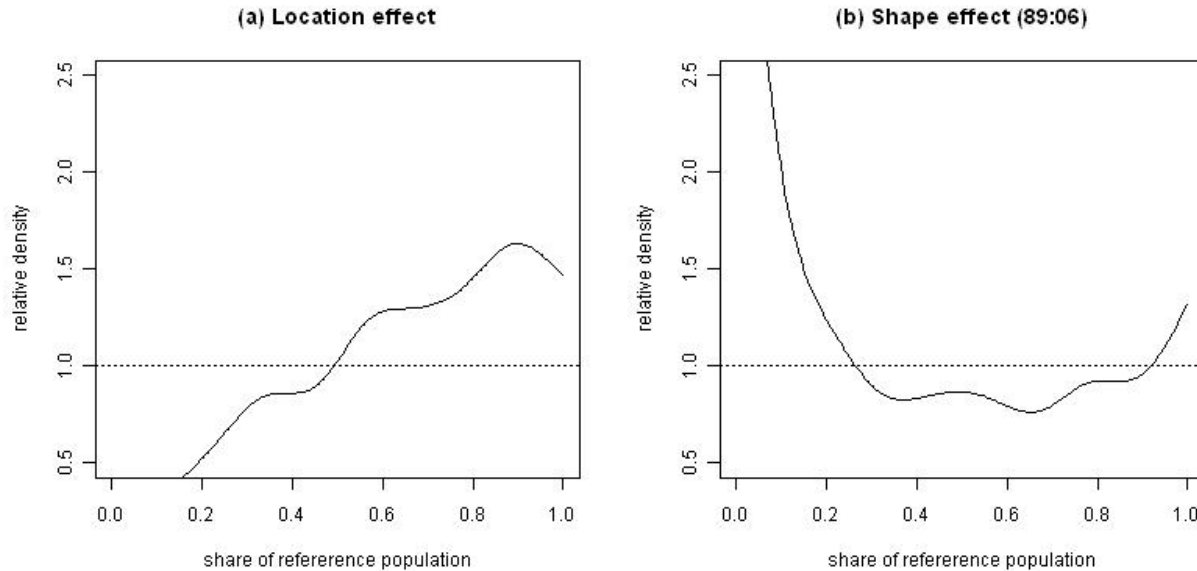 (a) Location effect
relative density
2.5
2.0
1.5
1.0
0.5
0.0 0.2 0.4 0.6 0.8 1.0
share of refererence population
(b) Shape effect (89:06)
relative density
2.5
2.0
1.5
1.0
0.5
0.0 0.2 0.4 0.6 0.8 1.0
share of refererence population